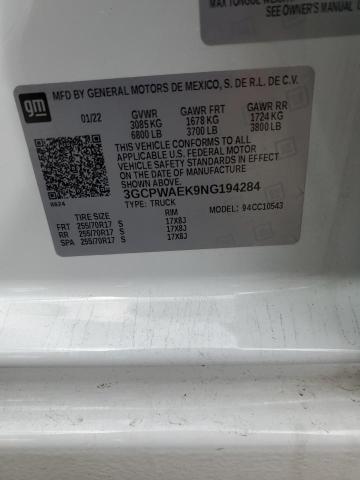 MAX TONGUE WEIGHT
SEE OWNER'S MANUAL
gm
MFD BY GENERAL MOTORS DE MEXICO, S. DE R.L. DE C.V.
01/22 GVWR GAWR FRT GAWR RR
3085 KG 1678 KG 1724 KG
6800 LB 3700 LB 3800 LB
THIS VEHICLE CONFORMS TO ALL
APPLICABLE U.S. FEDERAL MOTOR
VEHICLE SAFETY STANDARDS IN
EFFECT ON THE DATE OF
MANUFACTURE SHOWN ABOVE.
3GCPWAEK9NG194284
TYPE: TRUCK
TIRE SIZE RIM MODEL: 94CC10543
FRT 255/70R17 S 17X8J
RR 255/70R17 S 17X8J
SPA 255/70R17 S 17X8J